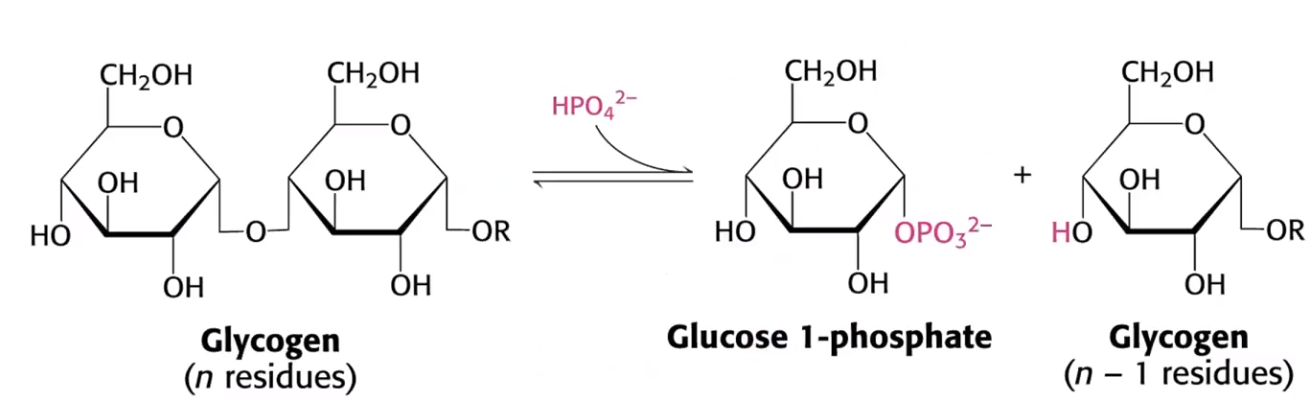 CH₂OH
O
OH
HO
OH
O
CH₂OH
O
OH
OH
OR
HPO₄²⁻
CH₂OH
O
OH
HO
OPO₃²⁻
OH
+
CH₂OH
O
OH
HO
OR
OH
Glycogen
(n residues)
Glucose 1-phosphate
Glycogen
(n – 1 residues)